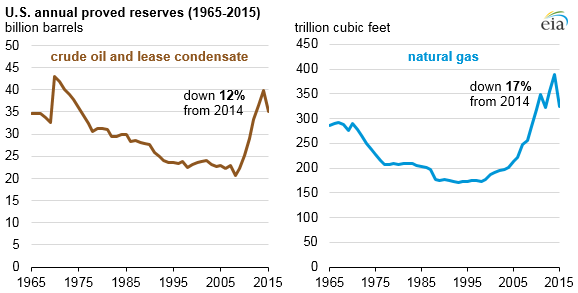 U.S. annual proved reserves (1965-2015)
billion barrels
trillion cubic feet
eia
50
45
40
35
30
25
20
15
10
5
0
crude oil and lease condensate
down 12%
from 2014
1965 1975 1985 1995 2005 2015
450
400
350
300
250
200
150
100
50
0
natural gas
down 17%
from 2014
1965 1975 1985 1995 2005 2015